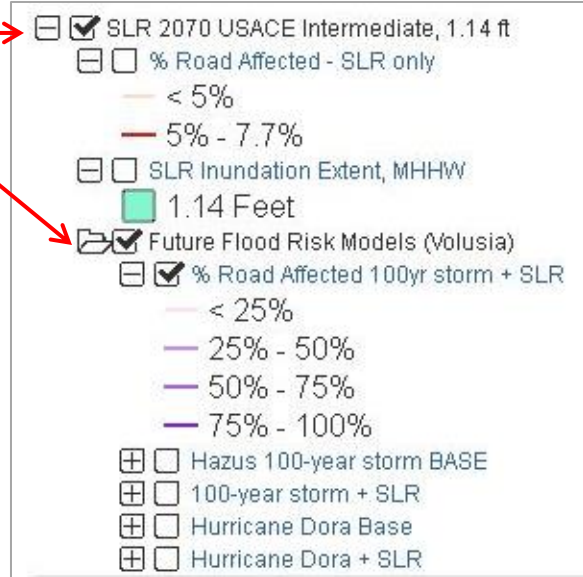 SLR 2070 USACE Intermediate, 1.14 ft
% Road Affected - SLR only
< 5%
5% - 7.7%
SLR Inundation Extent, MHHW
1.14 Feet
Future Flood Risk Models (Volusia)
% Road Affected 100yr storm + SLR
< 25%
25% - 50%
50% - 75%
75% - 100%
Hazus 100-year storm BASE
100-year storm + SLR
Hurricane Dora Base
Hurricane Dora + SLR